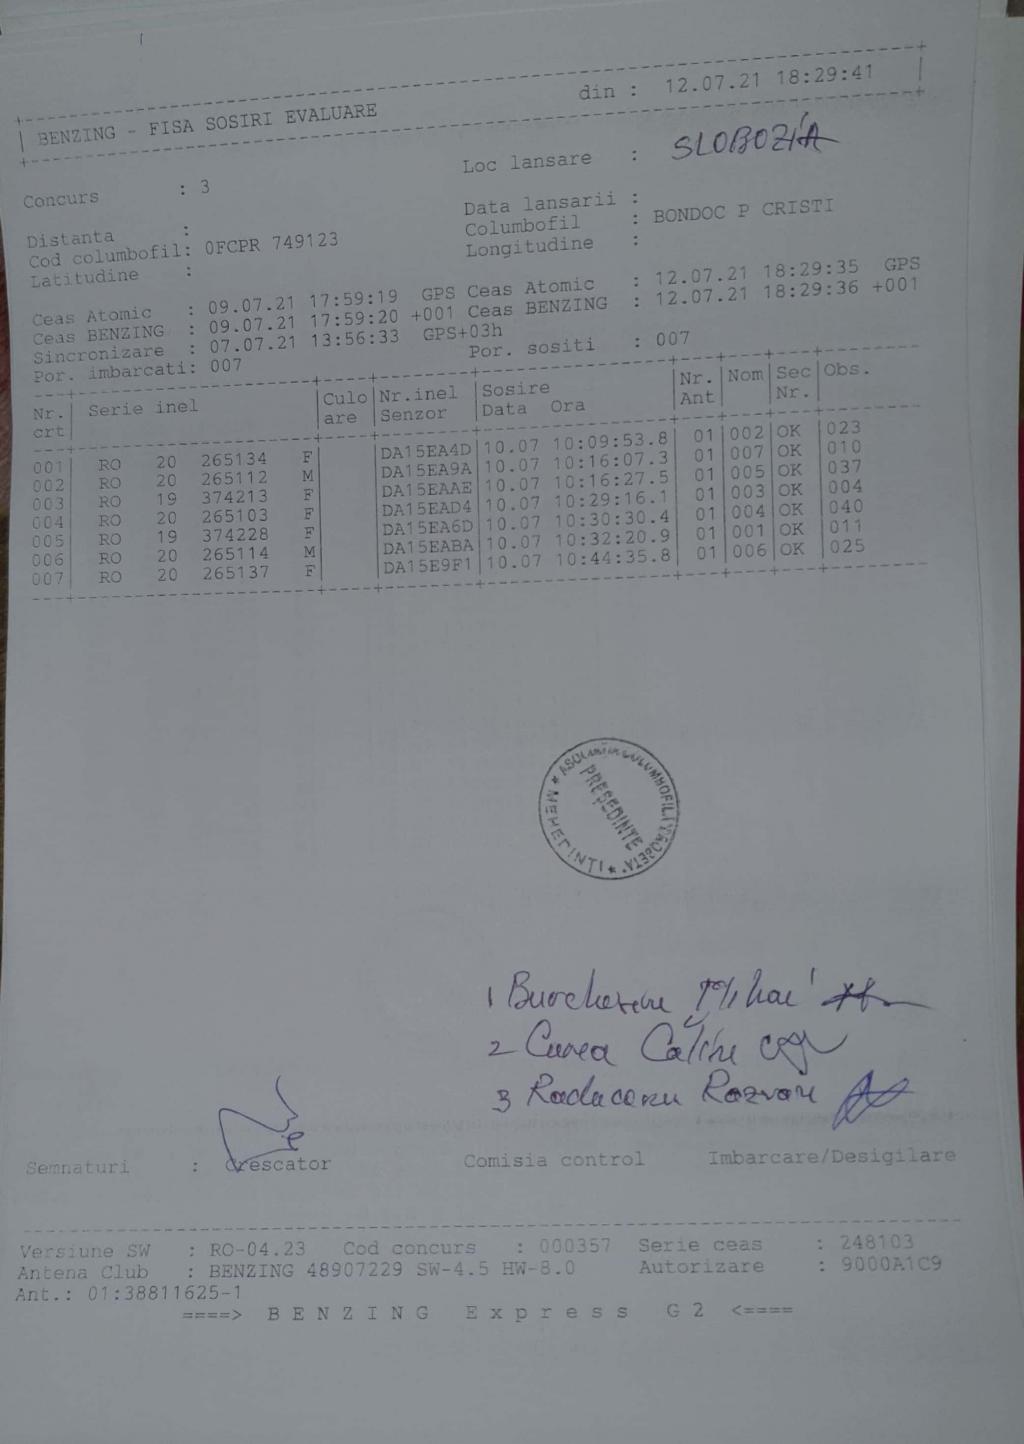 BENZING - FISA SOSIRI EVALUARE din : 12.07.21 18:29:41
Concurs : 3 Loc lansare : SLOBOZIA
Data lansarii :
Distanta : Columbofil : BONDOC P CRISTI
Cod columbofil: 0FCPR 749123 Longitudine :
Latitudine :
Ceas Atomic : 09.07.21 17:59:19 GPS Ceas Atomic : 12.07.21 18:29:35 GPS
Ceas BENZING : 09.07.21 17:59:20 +001 Ceas BENZING : 12.07.21 18:29:36 +001
Sincronizare : 07.07.21 13:56:33 GPS+03h
Por. imbarcati: 007 Por. sositi : 007
Nr. Serie inel Culo Nr.inel Sosire Nr. Nom Sec Obs.
crt are Senzor Data Ora Ant Nr.
001 RO 20 265134 F DA15EA4D 10.07 10:09:53.8 01 002 OK 023
002 RO 20 265112 M DA15EA9A 10.07 10:16:07.3 01 007 OK 010
003 RO 19 374213 F DA15EAAE 10.07 10:16:27.5 01 005 OK 037
004 RO 20 265103 F DA15EAD4 10.07 10:29:16.1 01 003 OK 004
005 RO 19 374228 F DA15EA6D 10.07 10:30:30.4 01 004 OK 040
006 RO 20 265114 M DA15EABA 10.07 10:32:20.9 01 001 OK 011
007 RO 20 265137 F DA15E9F1 10.07 10:44:35.8 01 006 OK 025
PREȘEDINTE
1 Mihai
2 Calin
3 Raducanu Razvan
Semnaturi : Crescator Comisia control Imbarcare/Desigilare
Versiune SW : RO-04.23 Cod concurs : 000357 Serie ceas : 248103
Antena Club : BENZING 48907229 SW-4.5 HW-8.0 Autorizare : 9000A1C9
Ant.: 01:38811625-1
====> B E N Z I N G E x p r e s s G 2 <====